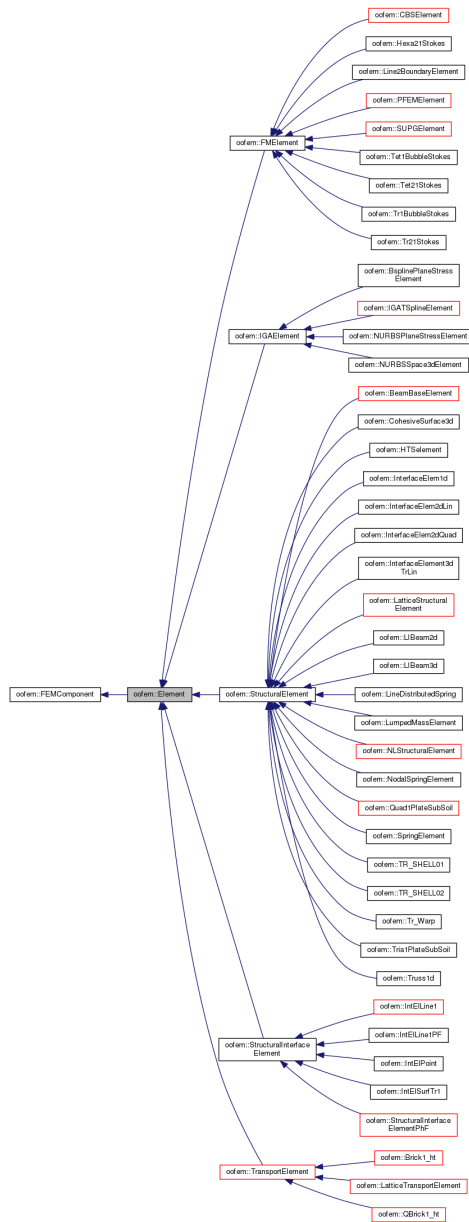 oofem::CBSElement
oofem::Hexa21Stokes
oofem::Line2BoundaryElement
oofem::PFEMElement
oofem::SUPGElement
oofem::FMElement
oofem::Tet1BubbleStokes
oofem::Tet21Stokes
oofem::Tr1BubbleStokes
oofem::Tr21Stokes
oofem::BsplinePlaneStress
Element
oofem::IGATSplineElement
oofem::IGAElement
oofem::NURBSPlaneStressElement
oofem::NURBSSpace3dElement
oofem::BeamBaseElement
oofem::CohesiveSurface3d
oofem::HTSelement
oofem::InterfaceElem1d
oofem::InterfaceElem2dLin
oofem::InterfaceElem2dQuad
oofem::InterfaceElement3d
TrLin
oofem::LatticeStructural
Element
oofem::LIBeam2d
oofem::LIBeam3d
oofem::FEMComponent
oofem::Element
oofem::StructuralElement
oofem::LineDistributedSpring
oofem::LumpedMassElement
oofem::NLStructuralElement
oofem::NodalSpringElement
oofem::Quad1PlateSubSoil
oofem::SpringElement
oofem::TR_SHELL01
oofem::TR_SHELL02
oofem::Tr_Warp
oofem::Tria1PlateSubSoil
oofem::Truss1d
oofem::IntElLine1
oofem::IntElLine1PF
oofem::StructuralInterface
Element
oofem::IntElPoint
oofem::IntElSurfTr1
oofem::StructuralInterface
ElementPhF
oofem::Brick1_ht
oofem::TransportElement
oofem::LatticeTransportElement
oofem::QBrick1_ht